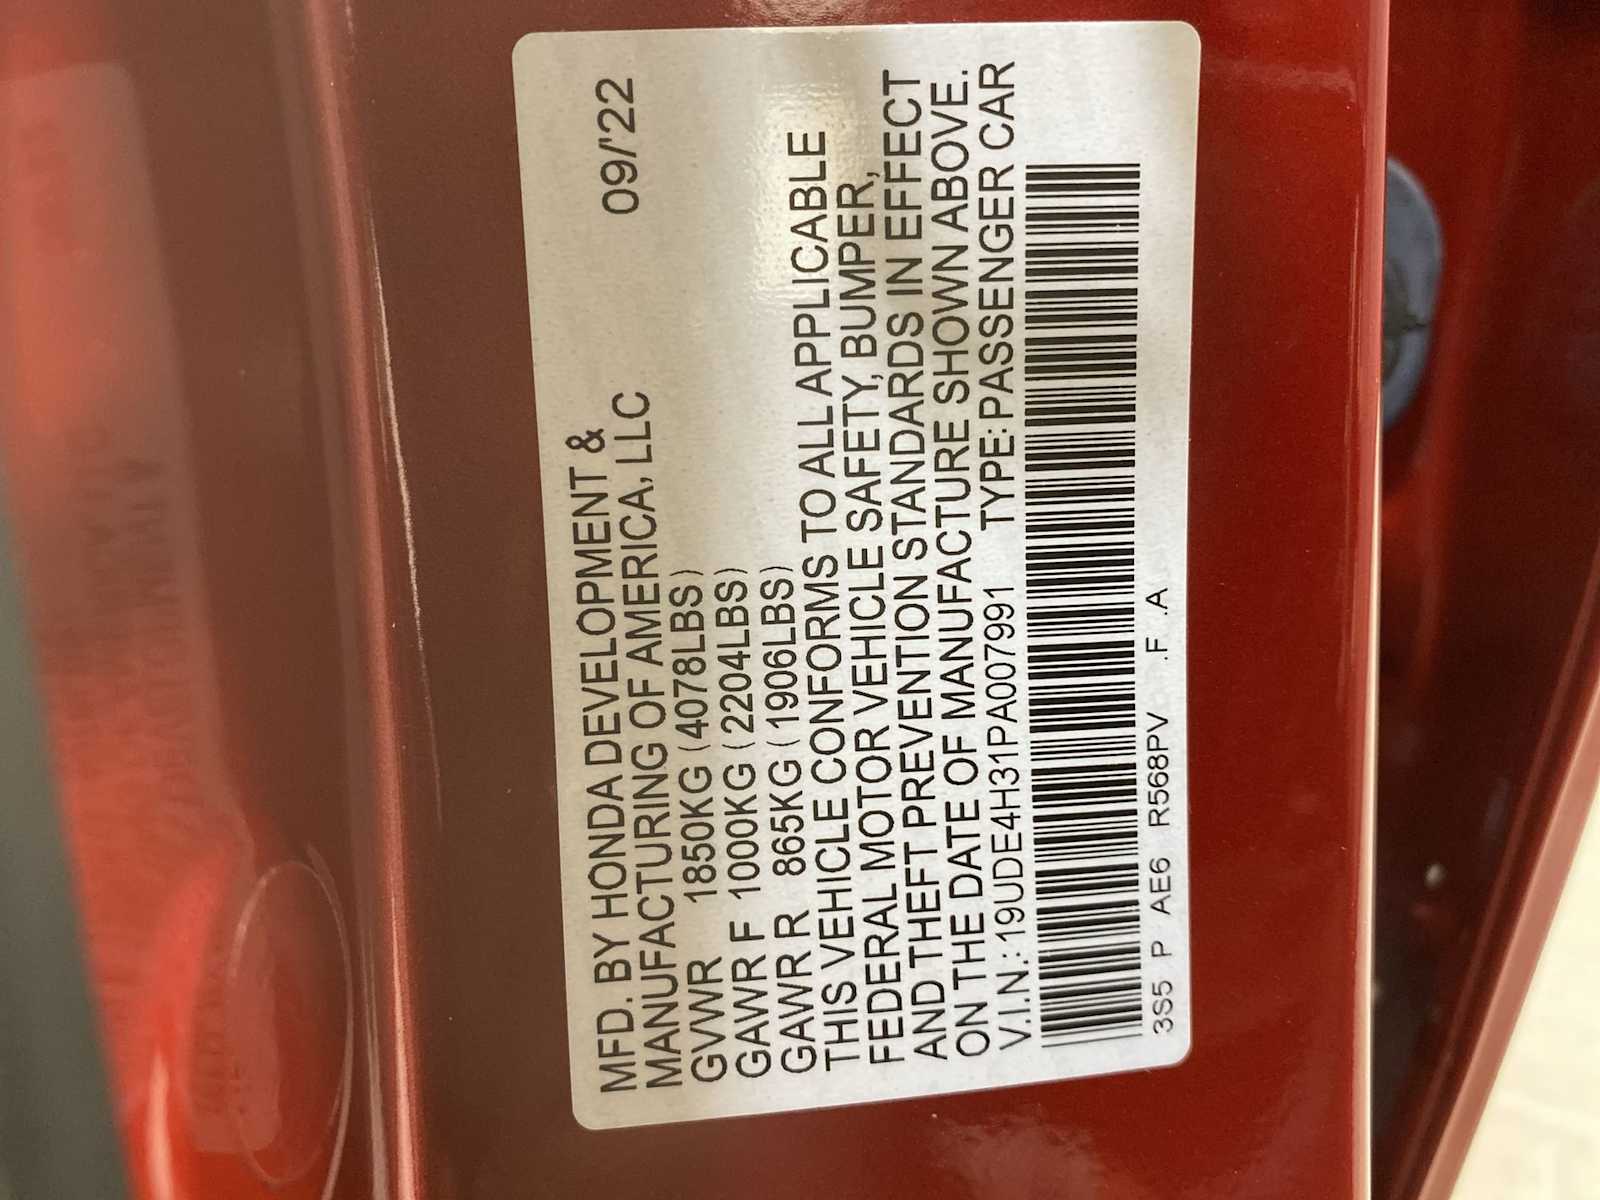 MFD. BY HONDA DEVELOPMENT & 09/'22
MANUFACTURING OF AMERICA, LLC
GVWR 1850KG (4078LBS)
GAWR F 1000KG (2204LBS)
GAWR R 865KG (1906LBS)
THIS VEHICLE CONFORMS TO ALL APPLICABLE
FEDERAL MOTOR VEHICLE SAFETY, BUMPER,
AND THEFT PREVENTION STANDARDS IN EFFECT
ON THE DATE OF MANUFACTURE SHOWN ABOVE.
V.I.N.: 19UDE4H31PA007991 TYPE: PASSENGER CAR
3S5 P AE6 R568PV .F .A